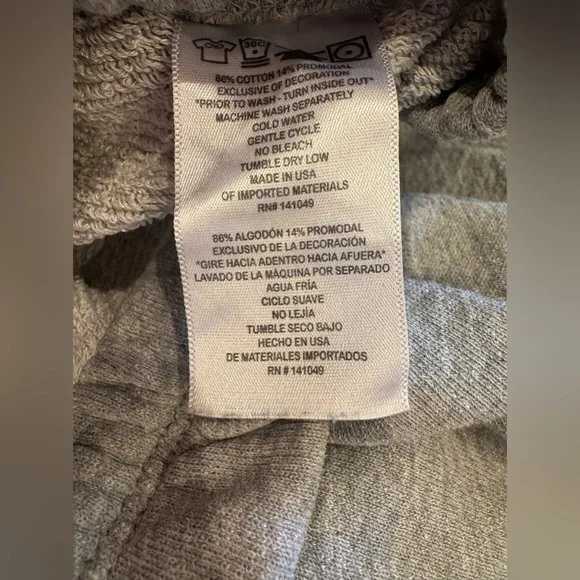 30C
86% COTTON 14% PROMODAL
EXCLUSIVE OF DECORATION
*PRIOR TO WASH - TURN INSIDE OUT*
MACHINE WASH SEPARATELY
COLD WATER
GENTLE CYCLE
NO BLEACH
TUMBLE DRY LOW
MADE IN USA
OF IMPORTED MATERIALS
RN# 141049
86% ALGODÓN 14% PROMODAL
EXCLUSIVO DE LA DECORACIÓN
*GIRE HACIA ADENTRO HACIA AFUERA*
LAVADO DE LA MÁQUINA POR SEPARADO
AGUA FRÍA
CICLO SUAVE
NO LEJÍA
TUMBLE SECO BAJO
HECHO EN USA
DE MATERIALES IMPORTADOS
RN # 141049